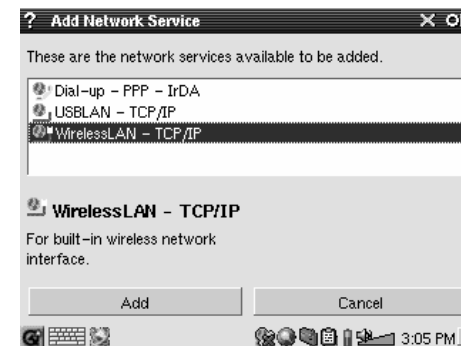 ? Add Network Service
These are the network services available to be added.
Dial-up - PPP - IrDA
USBLAN - TCP/IP
WirelessLAN - TCP/IP
WirelessLAN - TCP/IP
For built-in wireless network
interface.
Add Cancel
3:05 PM